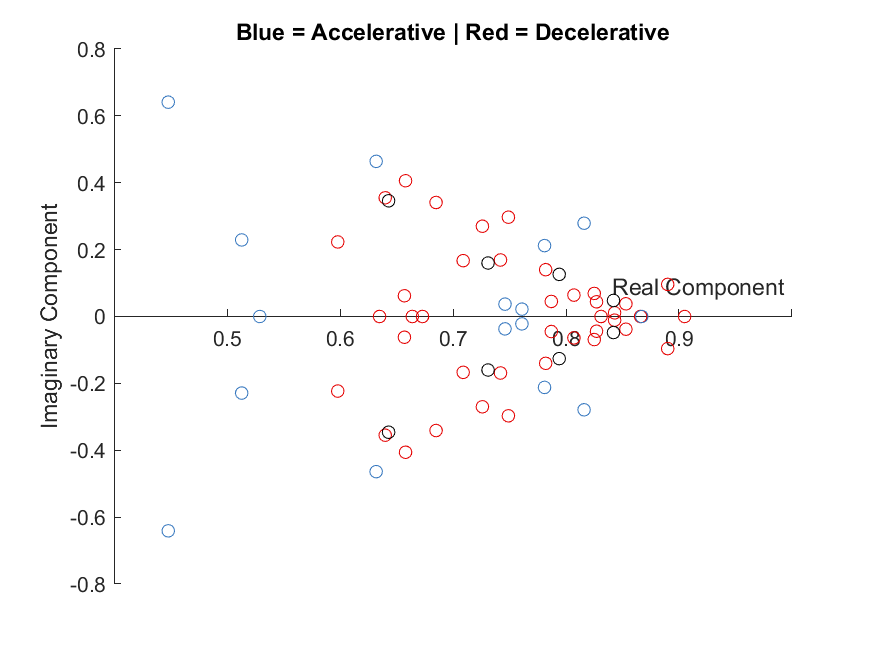 Blue = Accelerative | Red = Decelerative
0.8
0.6
0.4
0.2
Real Component
0
0.5 0.6 0.7 0.8 0.9
-0.2
-0.4
-0.6
-0.8
Imaginary Component